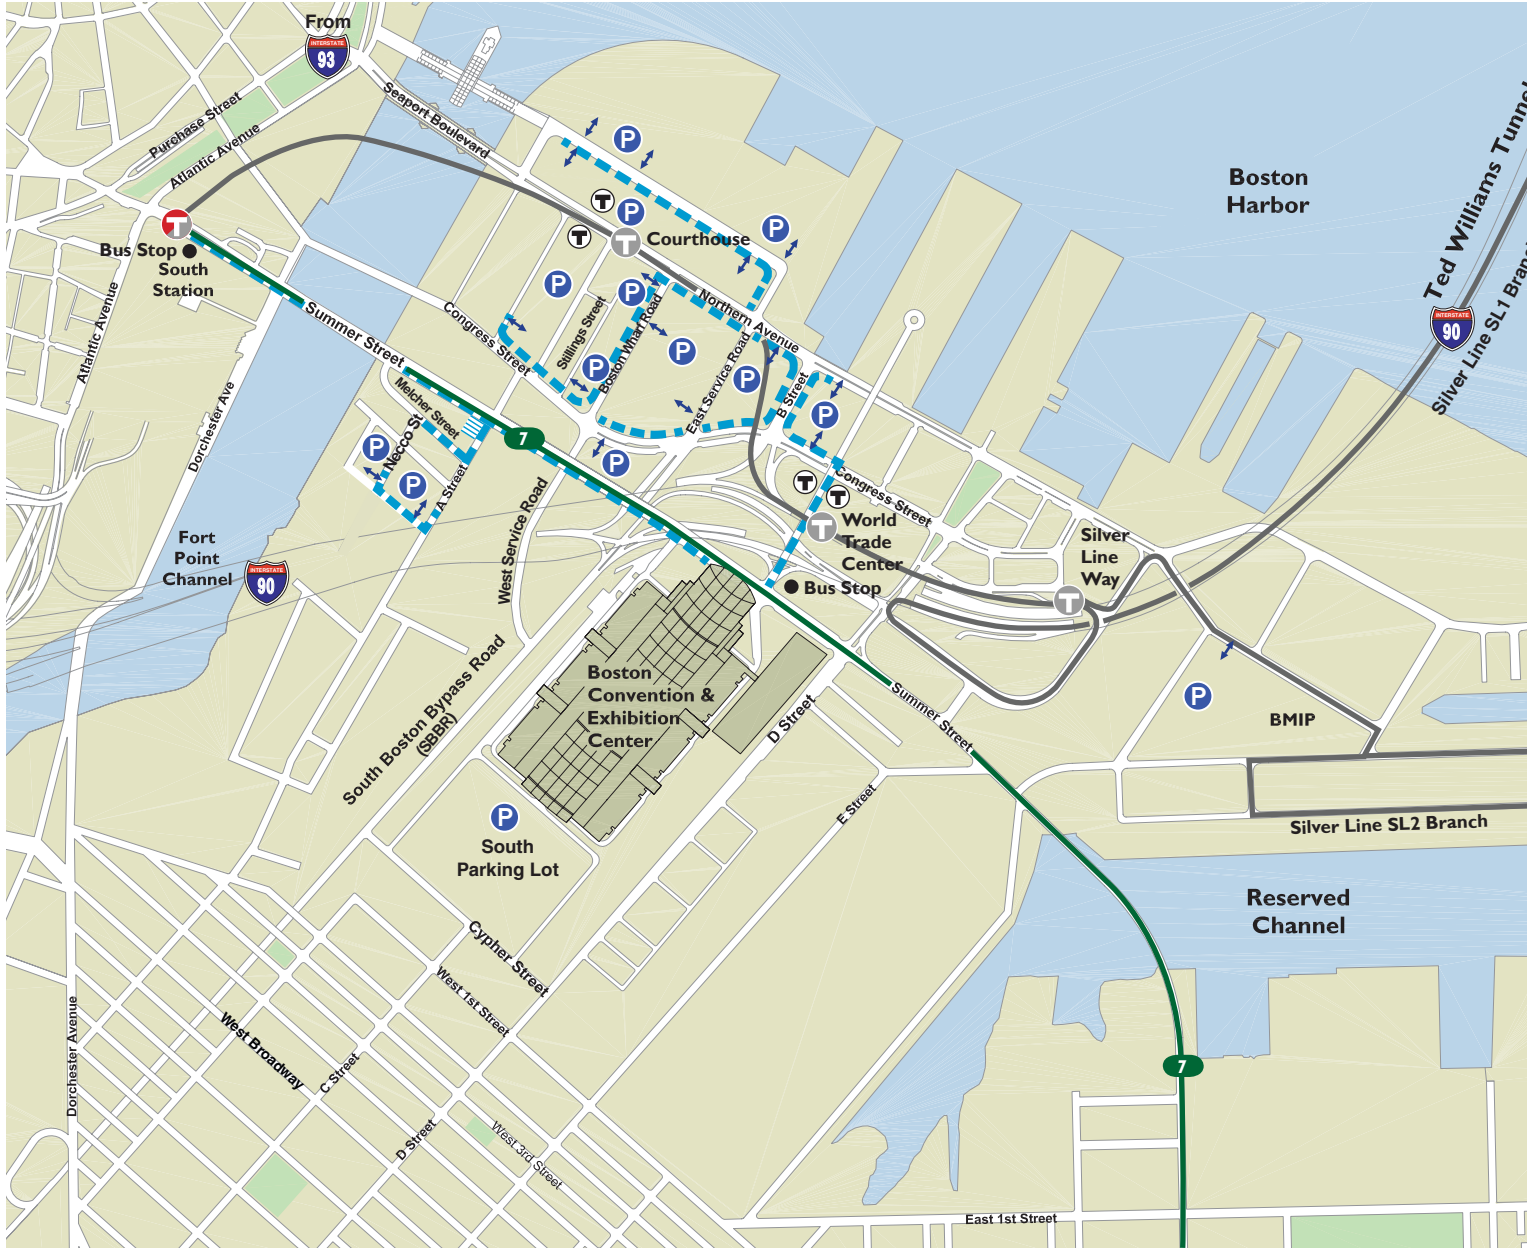 From
INTERSTATE
93
Purchase Street
Atlantic Avenue
Seaport Boulevard
P
T
P
T
T
Courthouse
P
T
Bus Stop
South
Station
Boston
Harbor
Ted Williams Tunnel
Silver Line SL1 Branch
INTERSTATE
90
Atlantic Avenue
Dorchester Ave
Summer Street
Congress Street
Stillings Street
Boston Wharf Road
Northern Avenue
East Service Road
B Street
P
P
P
P
P
P
P
Melcher Street
Necco St
A Street
P
P
7
West Service Road
Congress Street
T
T
T
World
Trade
Center
Bus Stop
Silver
Line
Way
T
Fort
Point
Channel
INTERSTATE
90
South Boston Bypass Road
(SBBR)
Boston
Convention &
Exhibition
Center
D Street
Summer Street
P
BMIP
E Street
P
South
Parking Lot
Silver Line SL2 Branch
Reserved
Channel
Cypher Street
West 1st Street
West Broadway
Dorchester Avenue
C Street
D Street
West 3rd Street
7
East 1st Street